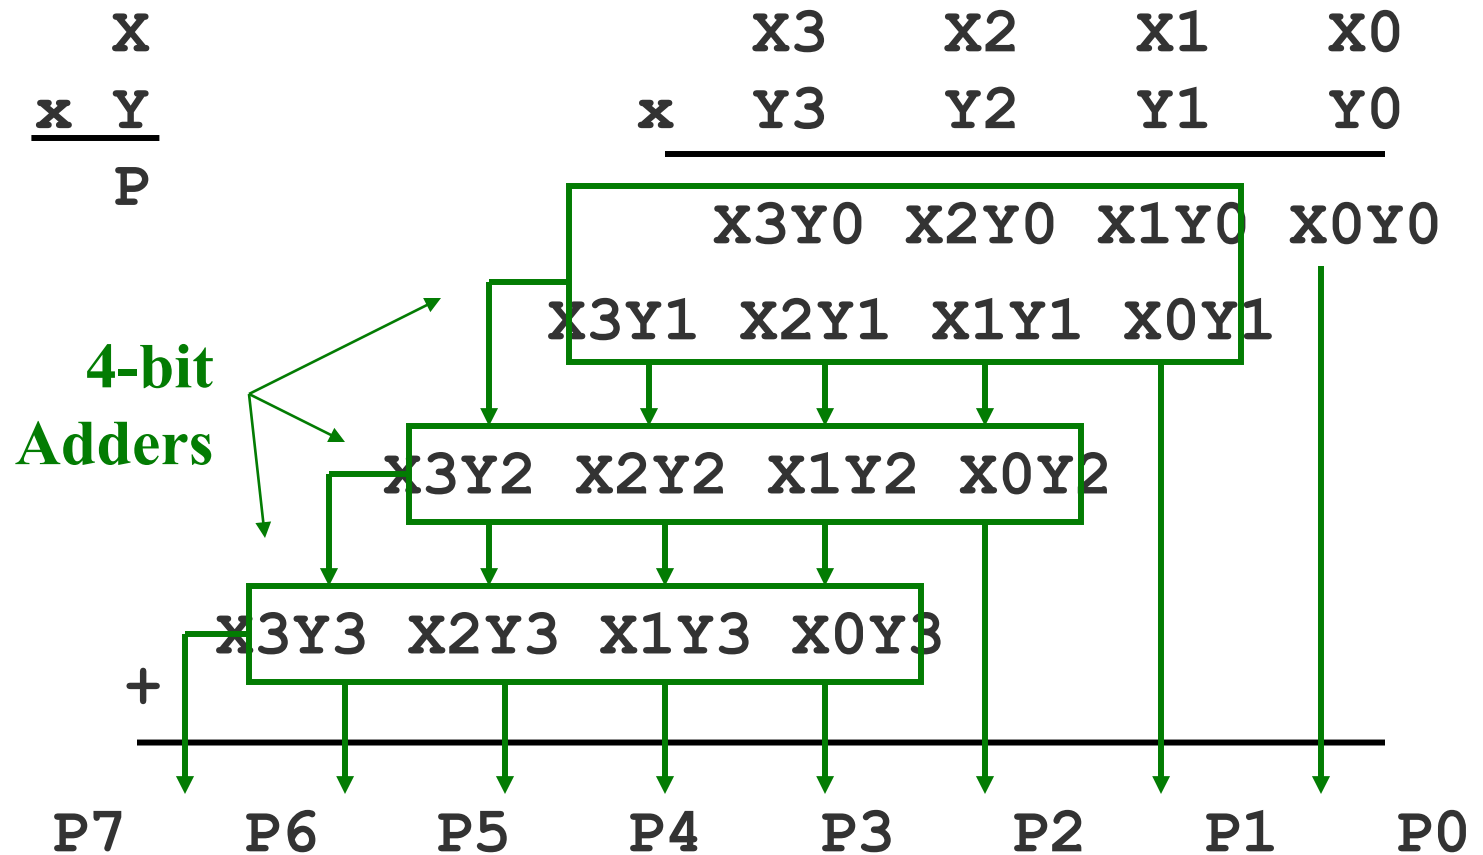 X X3 X2 X1 X0
x Y x Y3 Y2 Y1 Y0
P
X3Y0 X2Y0 X1Y0 X0Y0
X3Y1 X2Y1 X1Y1 X0Y1
4-bit
Adders
X3Y2 X2Y2 X1Y2 X0Y2
X3Y3 X2Y3 X1Y3 X0Y3
+
P7 P6 P5 P4 P3 P2 P1 P0